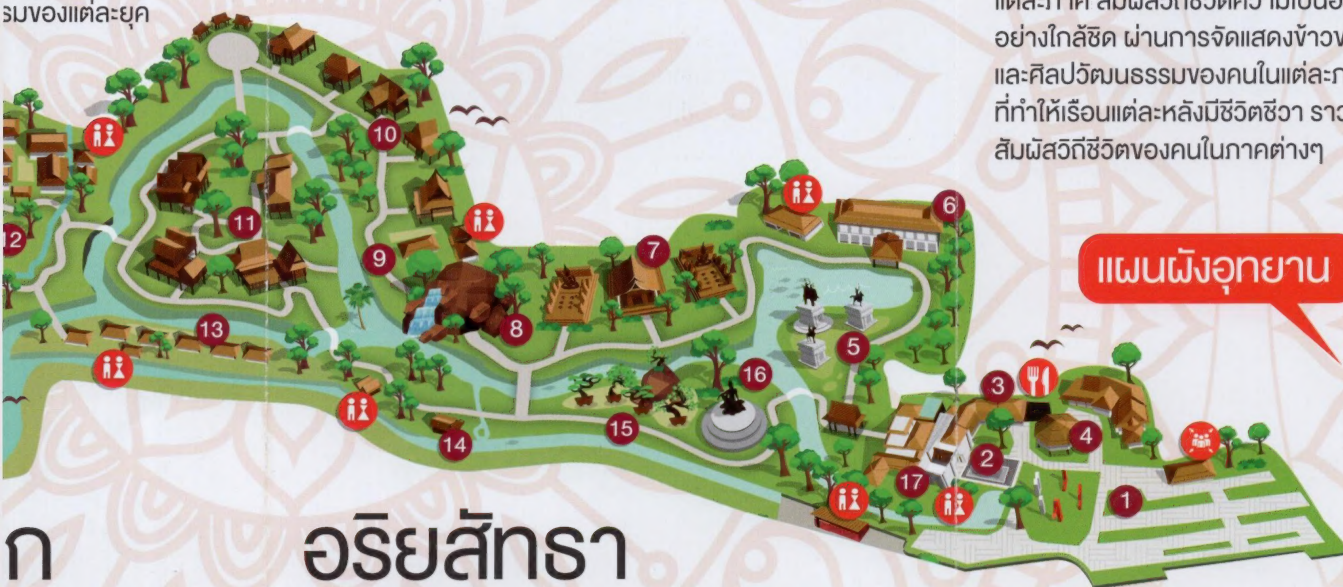 รมของแต่ละยุค
อย่างใกล้ชิด ผ่านการจัดแสดงข้าว
และศิลปวัฒนธรรมของคนในแต่ละ
ที่ทำให้เรือนแต่ละหลังมีชีวิตชีวา
สัมผัสวิถีชีวิตของคนในภาคต่างๆ
แผนผังอุทยาน
10
6
11
12
9
7
8
13
5
16
3
4
15
14
2
17
1
ก
อริยสัทธา